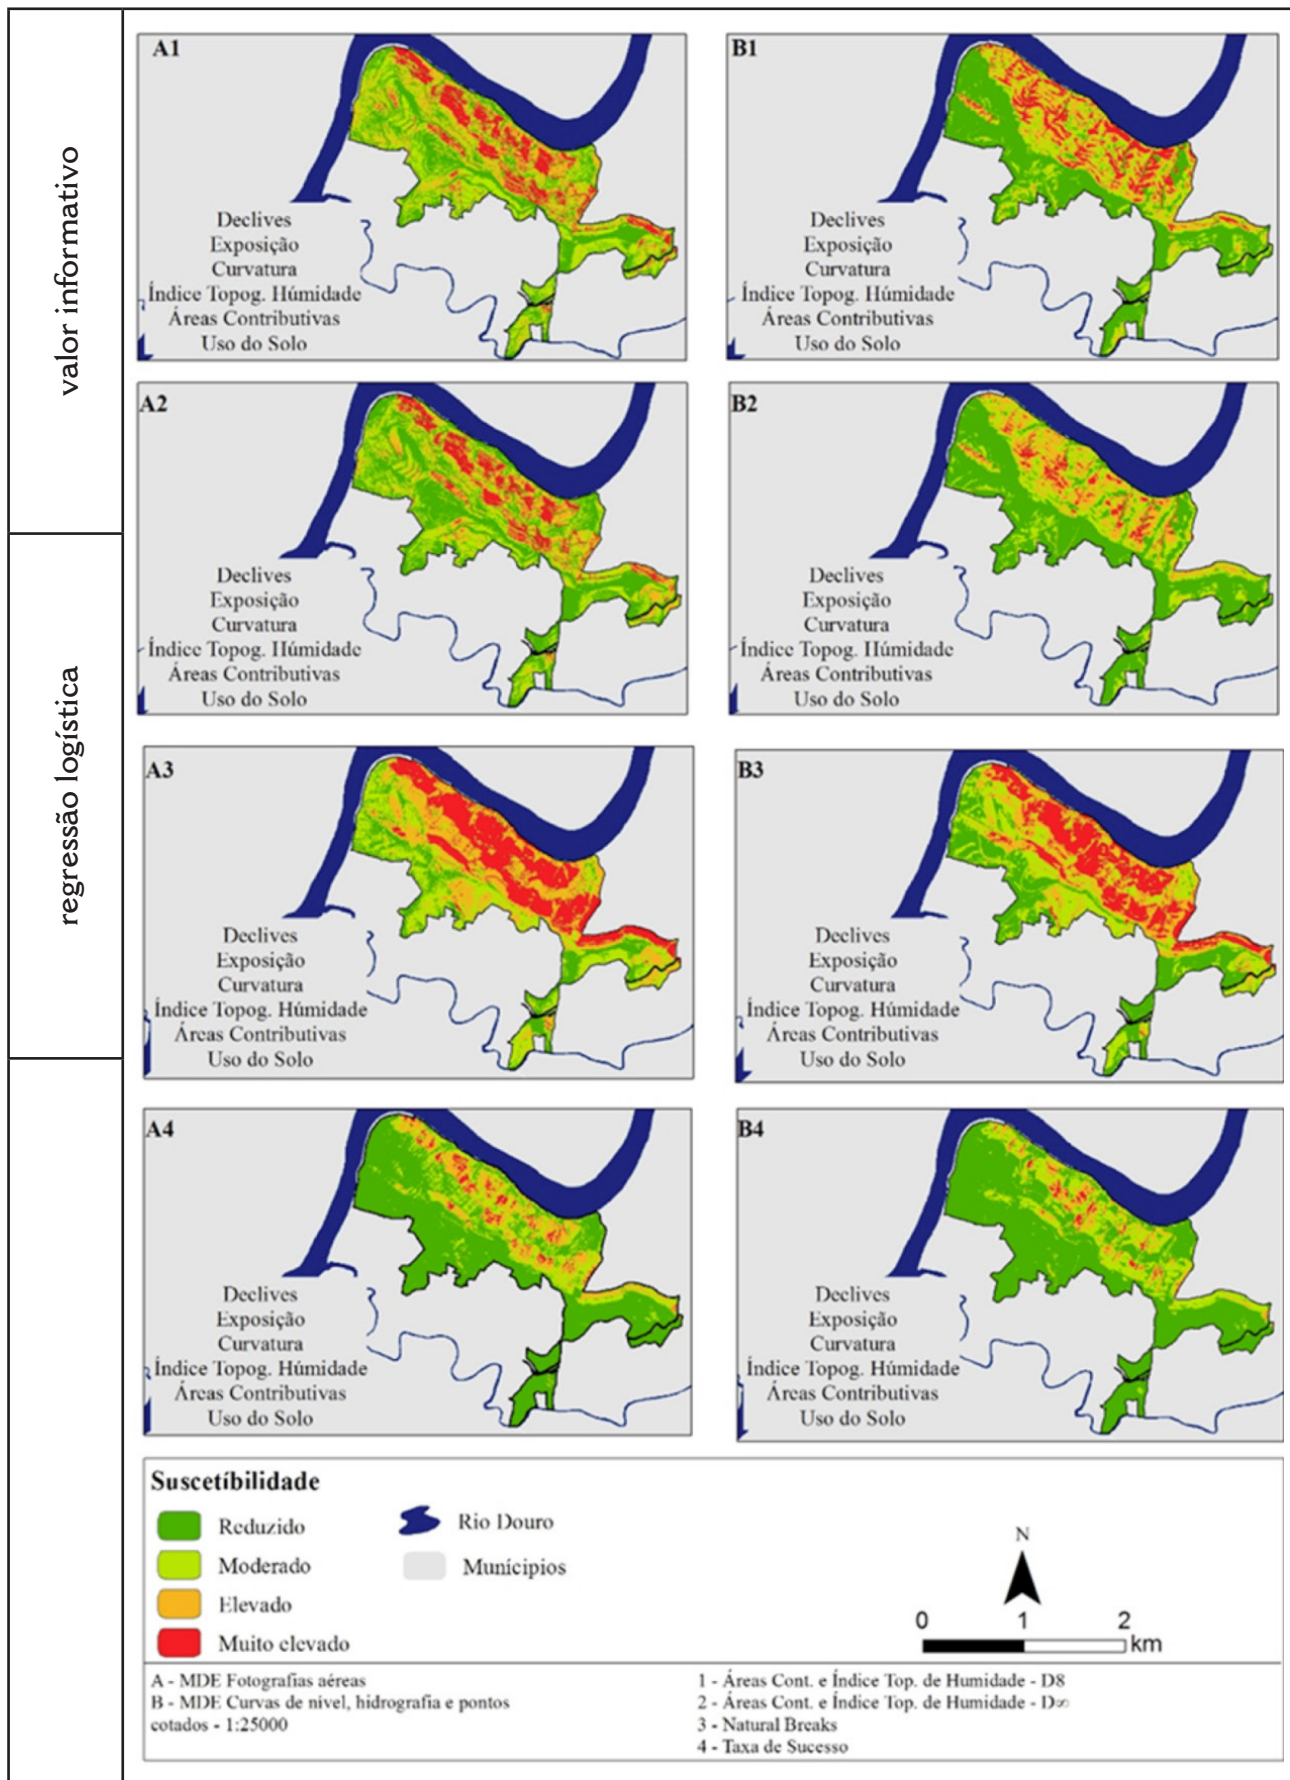 valor informativo
regressão logística
A1
Declives
Exposição
Curvatura
Índice Topog. Húmidade
Áreas Contributivas
Uso do Solo
B1
Declives
Exposição
Curvatura
Índice Topog. Húmidade
Áreas Contributivas
Uso do Solo
A2
Declives
Exposição
Curvatura
Índice Topog. Húmidade
Áreas Contributivas
Uso do Solo
B2
Declives
Exposição
Curvatura
Índice Topog. Húmidade
Áreas Contributivas
Uso do Solo
A3
Declives
Exposição
Curvatura
Índice Topog. Húmidade
Áreas Contributivas
Uso do Solo
B3
Declives
Exposição
Curvatura
Índice Topog. Húmidade
Áreas Contributivas
Uso do Solo
A4
Declives
Exposição
Curvatura
Índice Topog. Húmidade
Áreas Contributivas
Uso do Solo
B4
Declives
Exposição
Curvatura
Índice Topog. Húmidade
Áreas Contributivas
Uso do Solo
Suscetíbilidade
Reduzido
Moderado
Elevado
Muito elevado
Rio Douro
Munícipios
N
0 1 2
km
A - MDE Fotografias aéreas
B - MDE Curvas de nível, hidrografia e pontos
cotados - 1:25000
1 - Áreas Cont. e Índice Top. de Humidade - D8
2 - Áreas Cont. e Índice Top. de Humidade - D∞
3 - Natural Breaks
4 - Taxa de Sucesso